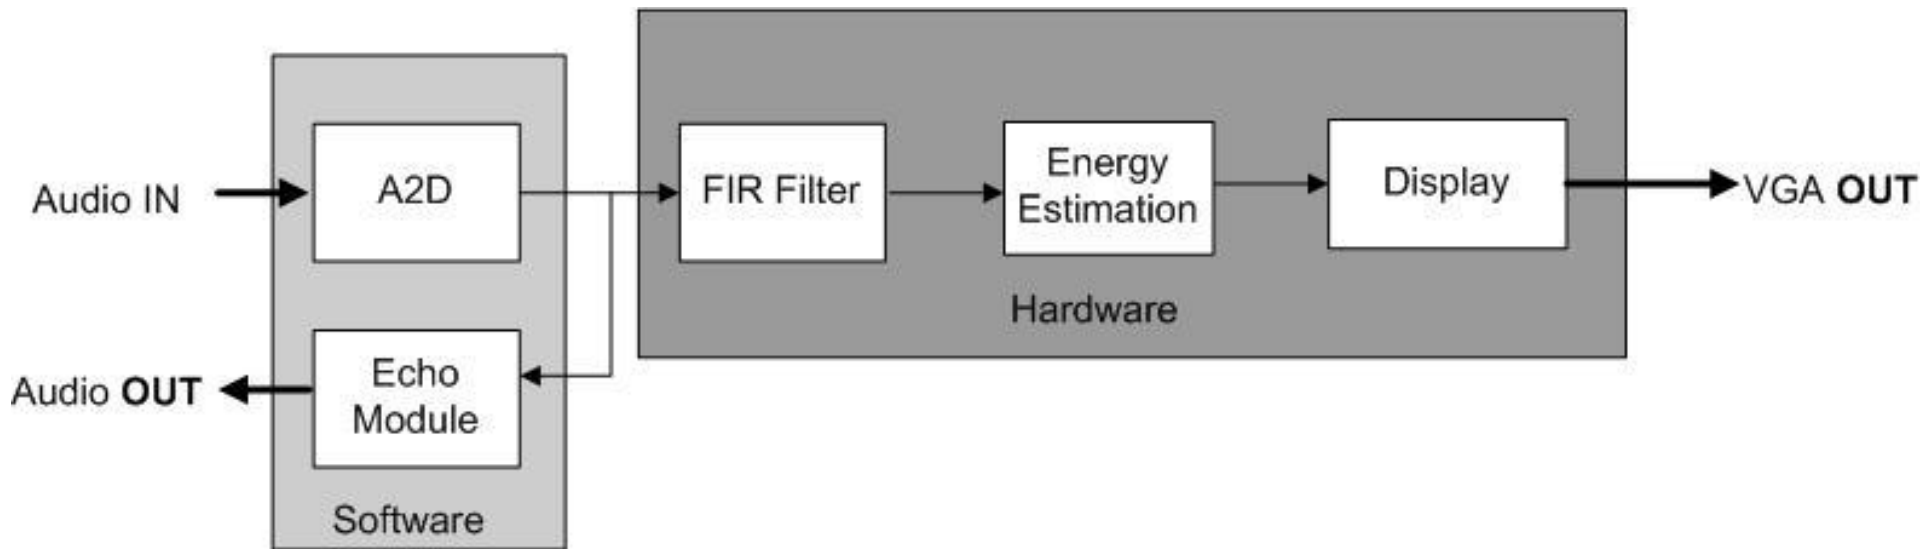 Audio IN
A2D
FIR Filter
Energy
Estimation
Display
VGA OUT
Hardware
Audio OUT
Echo
Module
Software